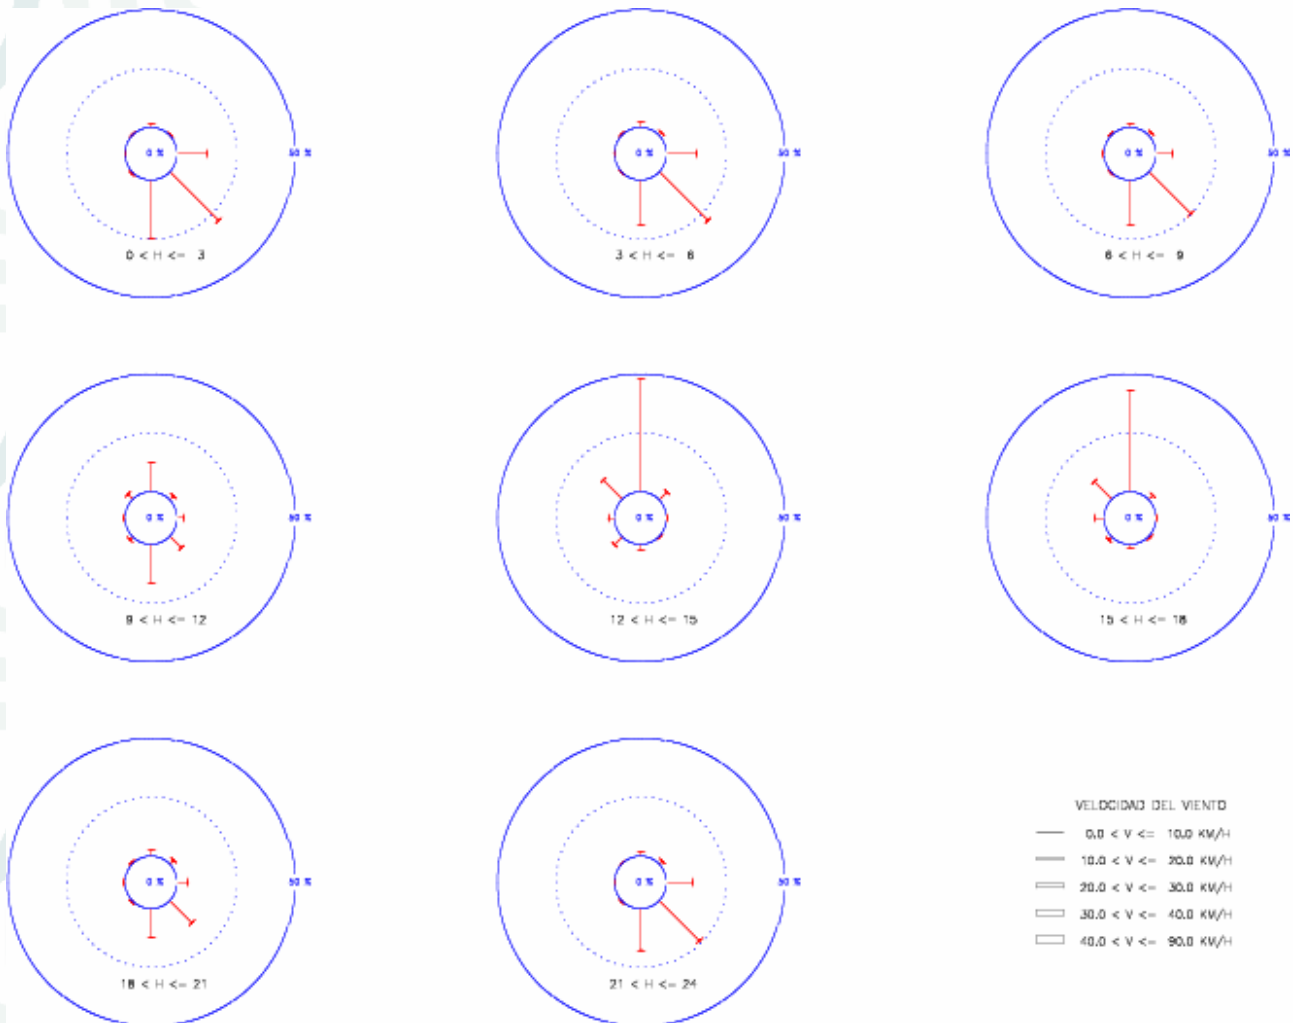 0 % 50 %
0 < H <= 3
0 % 50 %
3 < H <= 6
0 % 50 %
6 < H <= 9
0 % 50 %
9 < H <= 12
0 % 50 %
12 < H <= 15
0 % 50 %
15 < H <= 18
0 % 50 %
18 < H <= 21
0 % 50 %
21 < H <= 24
VELOCIDAD DEL VIENTO
0.0 < V <= 10.0 KM/H
10.0 < V <= 20.0 KM/H
20.0 < V <= 30.0 KM/H
30.0 < V <= 40.0 KM/H
40.0 < V <= 90.0 KM/H